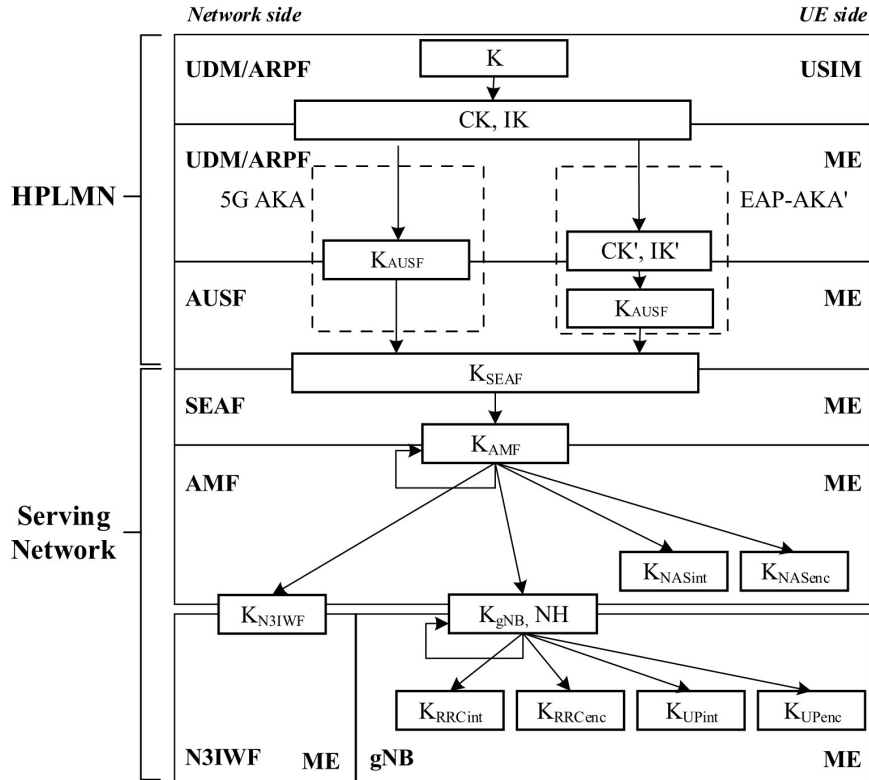 Network side
UE side
UDM/ARPF
K
USIM
CK, IK
UDM/ARPF
ME
HPLMN
5G AKA
EAP-AKA'
KAUSF
CK', IK'
AUSF
KAUSF
ME
KSEAF
SEAF
ME
KAMF
AMF
ME
Serving
Network
KNASint
KNASenc
KN3IWF
KgNB, NH
KRRCint
KRRCenc
KUPint
KUPenc
N3IWF
ME
gNB
ME